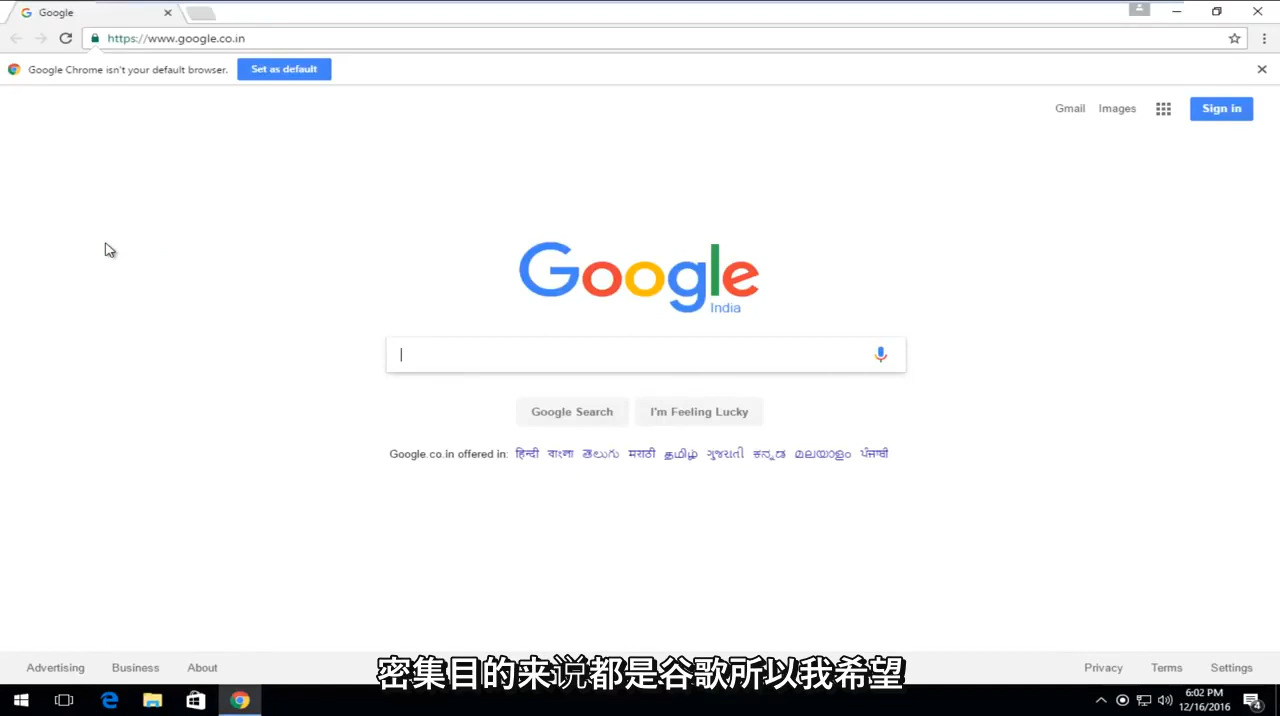 Google
https://www.google.co.in
Google Chrome isn't your default browser. Set as default
Gmail Images Sign in
Google
India
Google Search I'm Feeling Lucky
Google.co.in offered in: हिन्दी বাংলা తెలుగు मराठी தமிழ் ગુજરાતી ಕನ್ನಡ മലയാളം ਪੰਜਾਬੀ
Advertising Business About Privacy Terms Settings
密集目的来说都是谷歌所以我希望
6:02 PM
12/16/2016
4